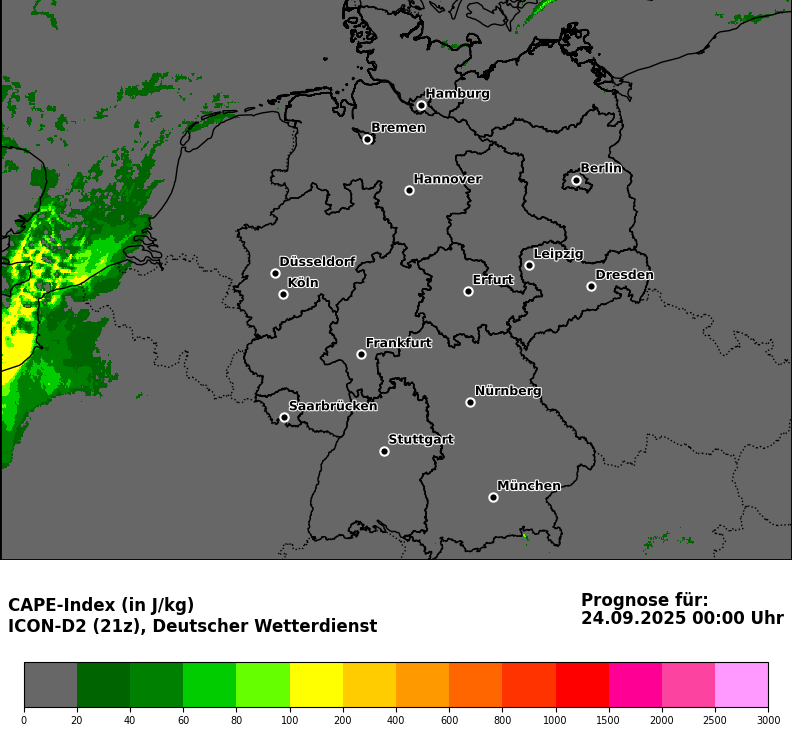 Hamburg
Bremen
Berlin
Hannover
Leipzig
Düsseldorf
Dresden
Erfurt
Köln
Frankfurt
Nürnberg
Saarbrücken
Stuttgart
München
CAPE-Index (in J/kg)
ICON-D2 (21z), Deutscher Wetterdienst
Prognose für:
24.09.2025 00:00 Uhr
0 20 40 60 80 100 200 400 600 800 1000 1500 2000 2500 3000